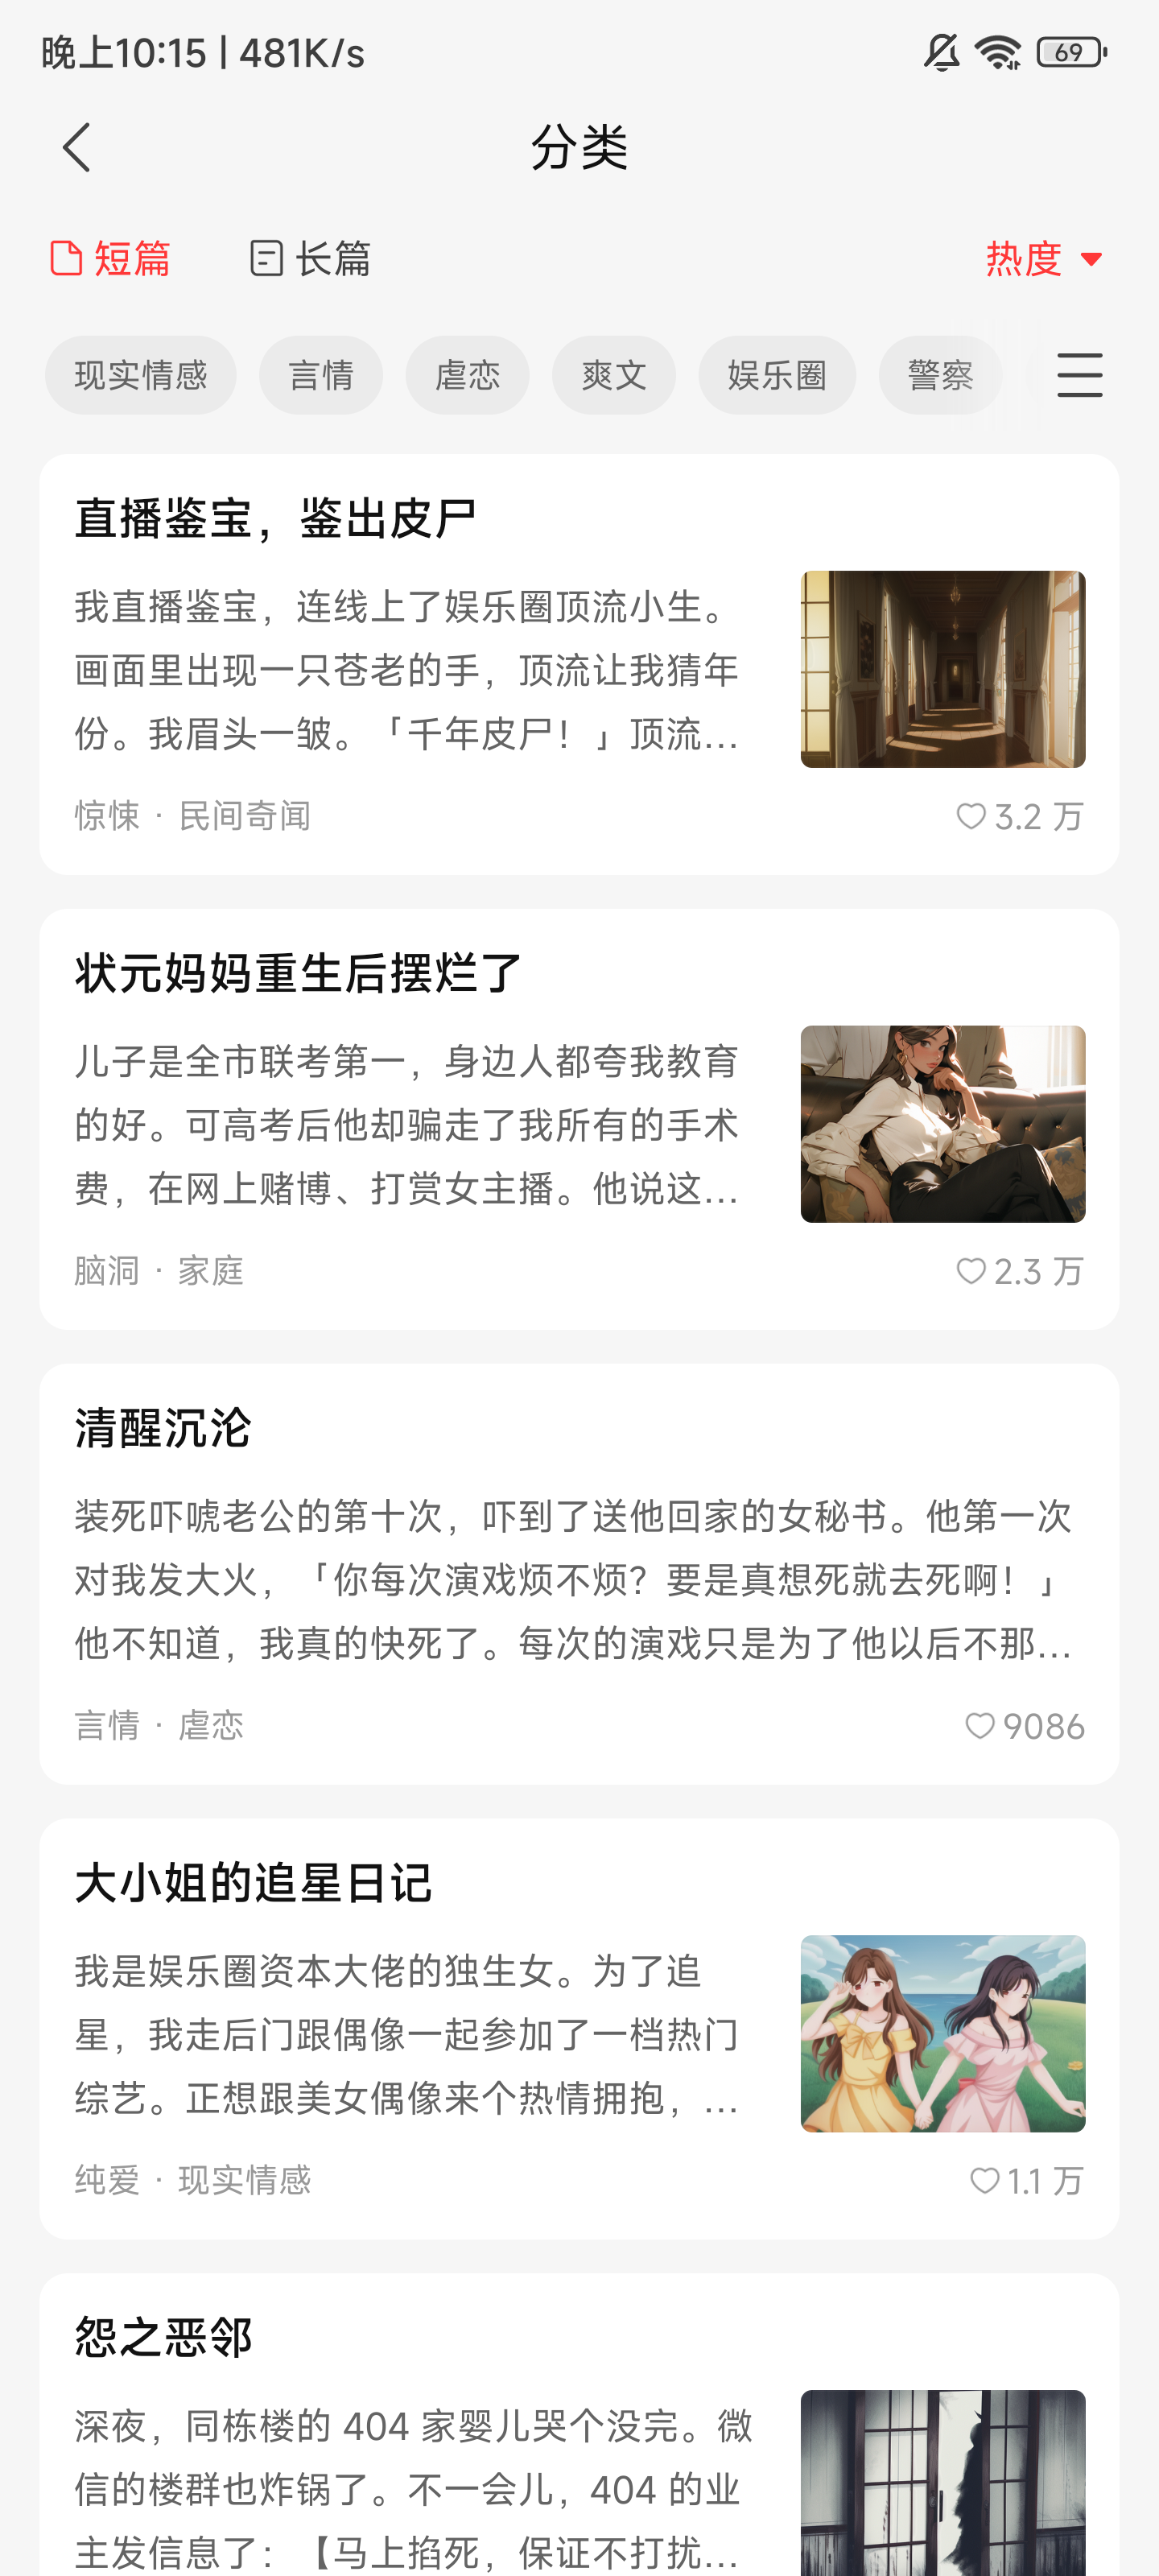 晚上10:15 | 481K/s
69
分类
短篇
长篇
热度
现实情感
言情
虐恋
爽文
娱乐圈
警察
直播鉴宝，鉴出皮尸
我直播鉴宝，连线上了娱乐圈顶流小生。
画面里出现一只苍老的手，顶流让我猜年
份。我眉头一皱。「千年皮尸！」顶流...
惊悚 · 民间奇闻
3.2 万
状元妈妈重生后摆烂了
儿子是全市联考第一，身边人都夸我教育
的好。可高考后他却骗走了我所有的手术
费，在网上赌博、打赏女主播。他说这...
脑洞 · 家庭
2.3 万
清醒沉沦
装死吓唬老公的第十次，吓到了送他回家的女秘书。他第一次
对我发大火，「你每次演戏烦不烦？要是真想死就去死啊！」
他不知道，我真的快死了。每次的演戏只是为了他以后不那...
言情 · 虐恋
9086
大小姐的追星日记
我是娱乐圈资本大佬的独生女。为了追
星，我走后门跟偶像一起参加了一档热门
综艺。正想跟美女偶像来个热情拥抱，...
纯爱 · 现实情感
1.1 万
怨之恶邻
深夜，同栋楼的 404 家婴儿哭个没完。微
信的楼群也炸锅了。不一会儿，404 的业
主发信息了：【马上掐死，保证不打扰...